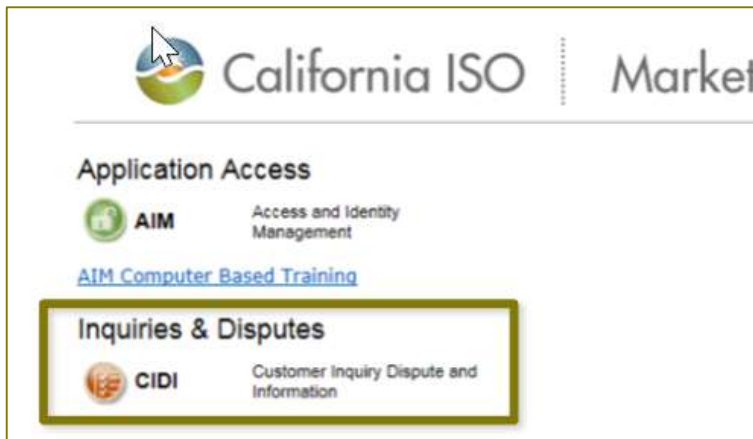 California ISO Market
Application Access
AIM Access and Identity
Management
AIM Computer Based Training
Inquiries & Disputes
CIDI Customer Inquiry Dispute and
Information